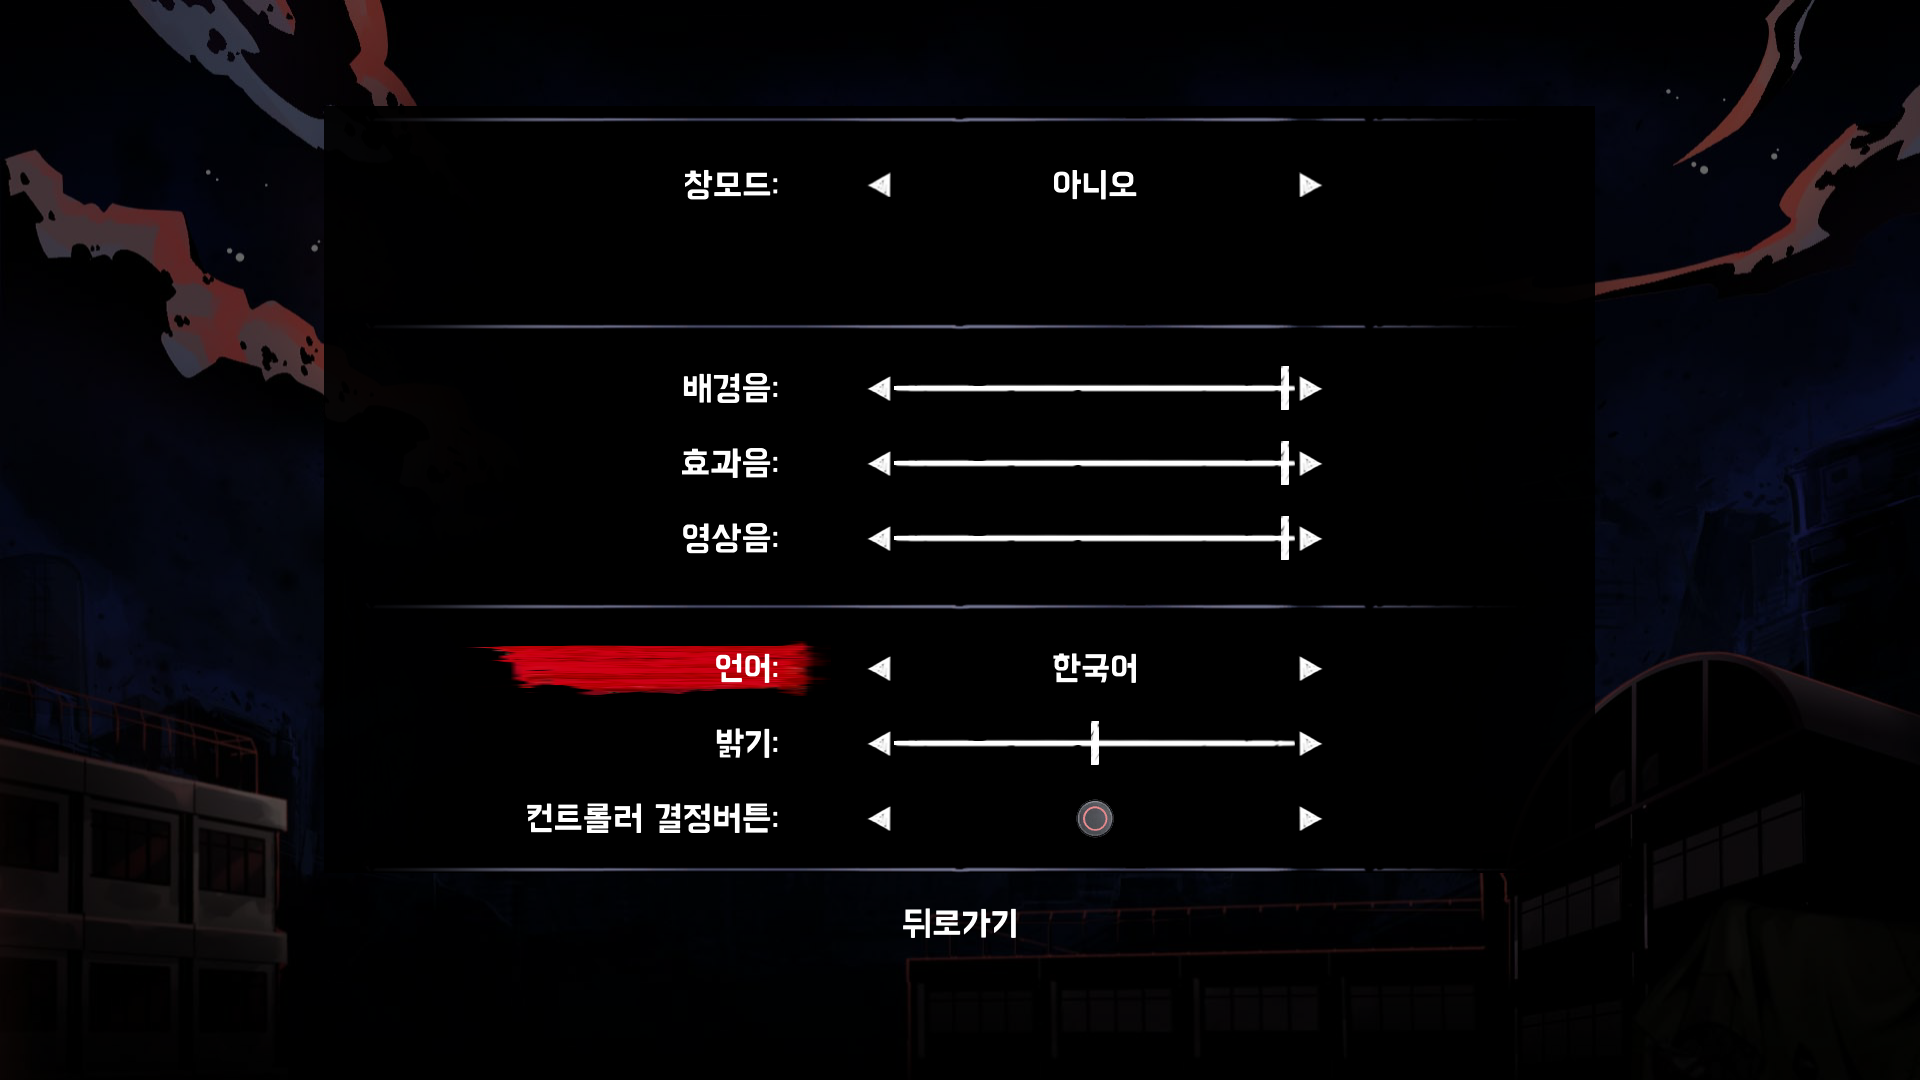 창모드: 아니오
배경음:
효과음:
영상음:
언어: 한국어
밝기:
컨트롤러 결정버튼:
뒤로가기